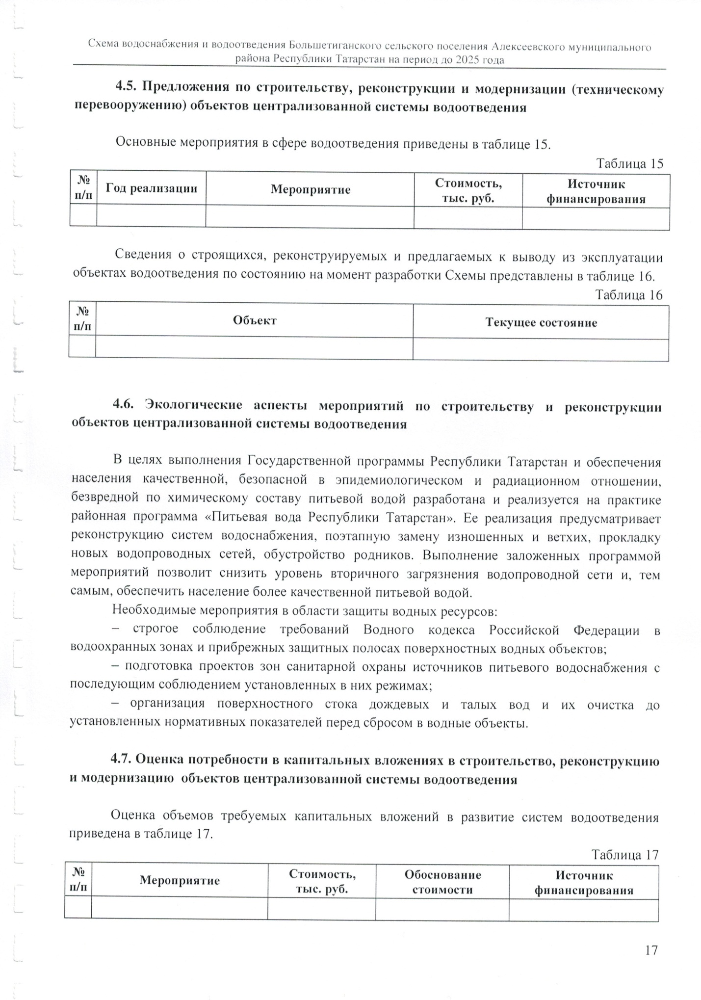 Схема водоснабжения и водоотведения Большетиганского сельского поселения Алексеевского муниципального
района Республики Татарстан на период до 2025 года
4.5. Предложения по строительству, реконструкции и модернизации (техническому
перевооружению) объектов централизованной системы водоотведения
Основные мероприятия в сфере водоотведения приведены в таблице 15.
Таблица 15
№ п/п Год реализации Мероприятие Стоимость, тыс. руб. Источник финансирования
Сведения о строящихся, реконструируемых и предлагаемых к выводу из эксплуатации
объектах водоотведения по состоянию на момент разработки Схемы представлены в таблице 16.
Таблица 16
№ п/п Объект Текущее состояние
4.6. Экологические аспекты мероприятий по строительству и реконструкции
объектов централизованной системы водоотведения
В целях выполнения Государственной программы Республики Татарстан и обеспечения
населения качественной, безопасной в эпидемиологическом и радиационном отношении,
безвредной по химическому составу питьевой водой разработана и реализуется на практике
районная программа «Питьевая вода Республики Татарстан». Ее реализация предусматривает
реконструкцию систем водоснабжения, поэтапную замену изношенных и ветхих, прокладку
новых водопроводных сетей, обустройство родников. Выполнение заложенных программой
мероприятий позволит снизить уровень вторичного загрязнения водопроводной сети и, тем
самым, обеспечить население более качественной питьевой водой.
Необходимые мероприятия в области защиты водных ресурсов:
– строгое соблюдение требований Водного кодекса Российской Федерации в
водоохранных зонах и прибрежных защитных полосах поверхностных водных объектов;
– подготовка проектов зон санитарной охраны источников питьевого водоснабжения с
последующим соблюдением установленных в них режимах;
– организация поверхностного стока дождевых и талых вод и их очистка до
установленных нормативных показателей перед сбросом в водные объекты.
4.7. Оценка потребности в капитальных вложениях в строительство, реконструкцию
и модернизацию объектов централизованной системы водоотведения
Оценка объемов требуемых капитальных вложений в развитие систем водоотведения
приведена в таблице 17.
Таблица 17
№ п/п Мероприятие Стоимость, тыс. руб. Обоснование стоимости Источник финансирования
17